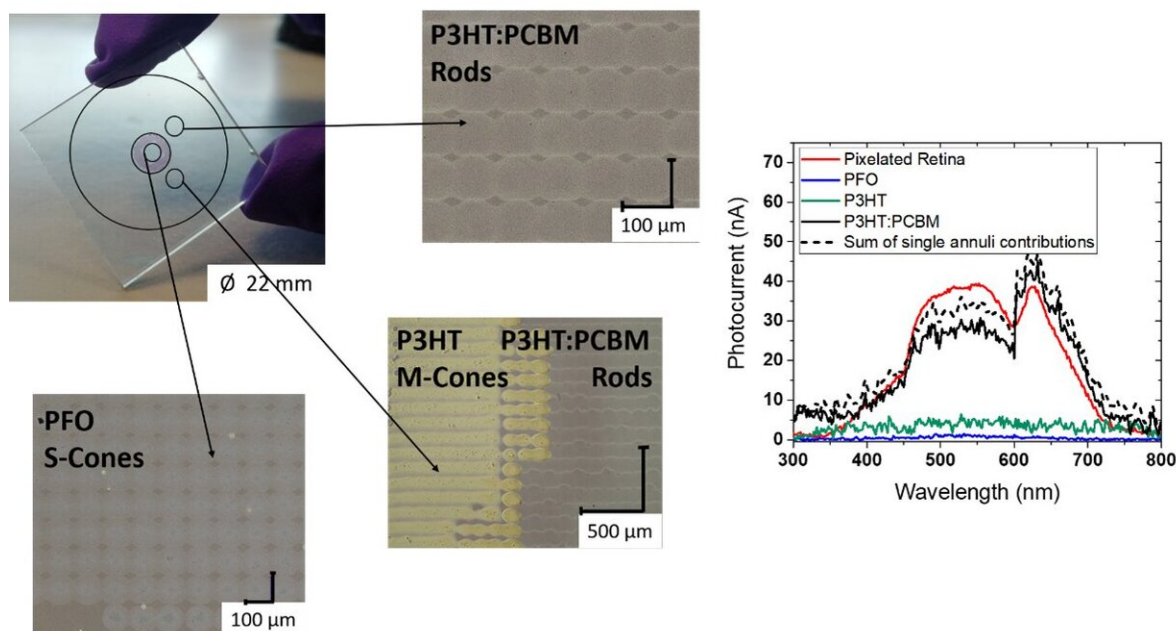 P3HT:PCBM
Rods
100 µm
Ø 22 mm
P3HT P3HT:PCBM
M-Cones Rods
500 µm
PFO
S-Cones
100 µm
Photocurrent (nA)
75
70
60
50
40
30
20
10
0
Pixelated Retina
PFO
P3HT
P3HT:PCBM
Sum of single annuli contributions
300 400 500 600 700 800
Wavelength (nm)